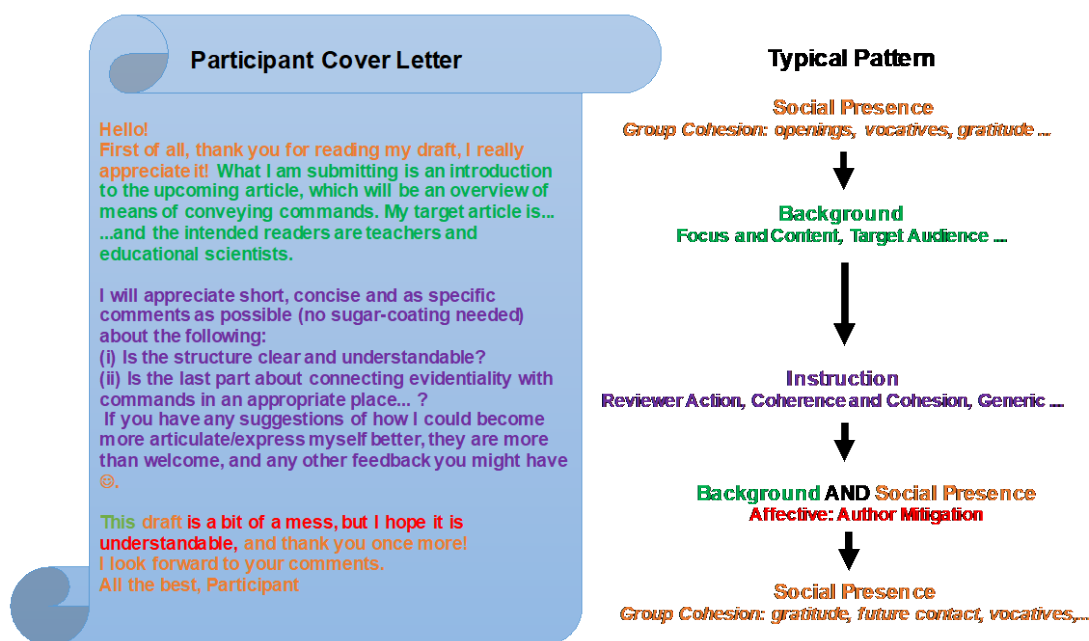 Participant Cover Letter
Hello!
First of all, thank you for reading my draft, I really
appreciate it! What I am submitting is an introduction
to the upcoming article, which will be an overview of
means of conveying commands. My target article is...
...and the intended readers are teachers and
educational scientists.
I will appreciate short, concise and as specific
comments as possible (no sugar-coating needed)
about the following:
(i) Is the structure clear and understandable?
(ii) Is the last part about connecting evidentiality with
commands in an appropriate place... ?
If you have any suggestions of how I could become
more articulate/express myself better, they are more
than welcome, and any other feedback you might have
☺.
This draft is a bit of a mess, but I hope it is
understandable, and thank you once more!
I look forward to your comments.
All the best, Participant
Typical Pattern
Social Presence
Group Cohesion: openings, vocatives, gratitude ...
Background
Focus and Content, Target Audience ...
Instruction
Reviewer Action, Coherence and Cohesion, Generic ...
Background AND Social Presence
Affective: Author Mitigation
Social Presence
Group Cohesion: gratitude, future contact, vocatives,...